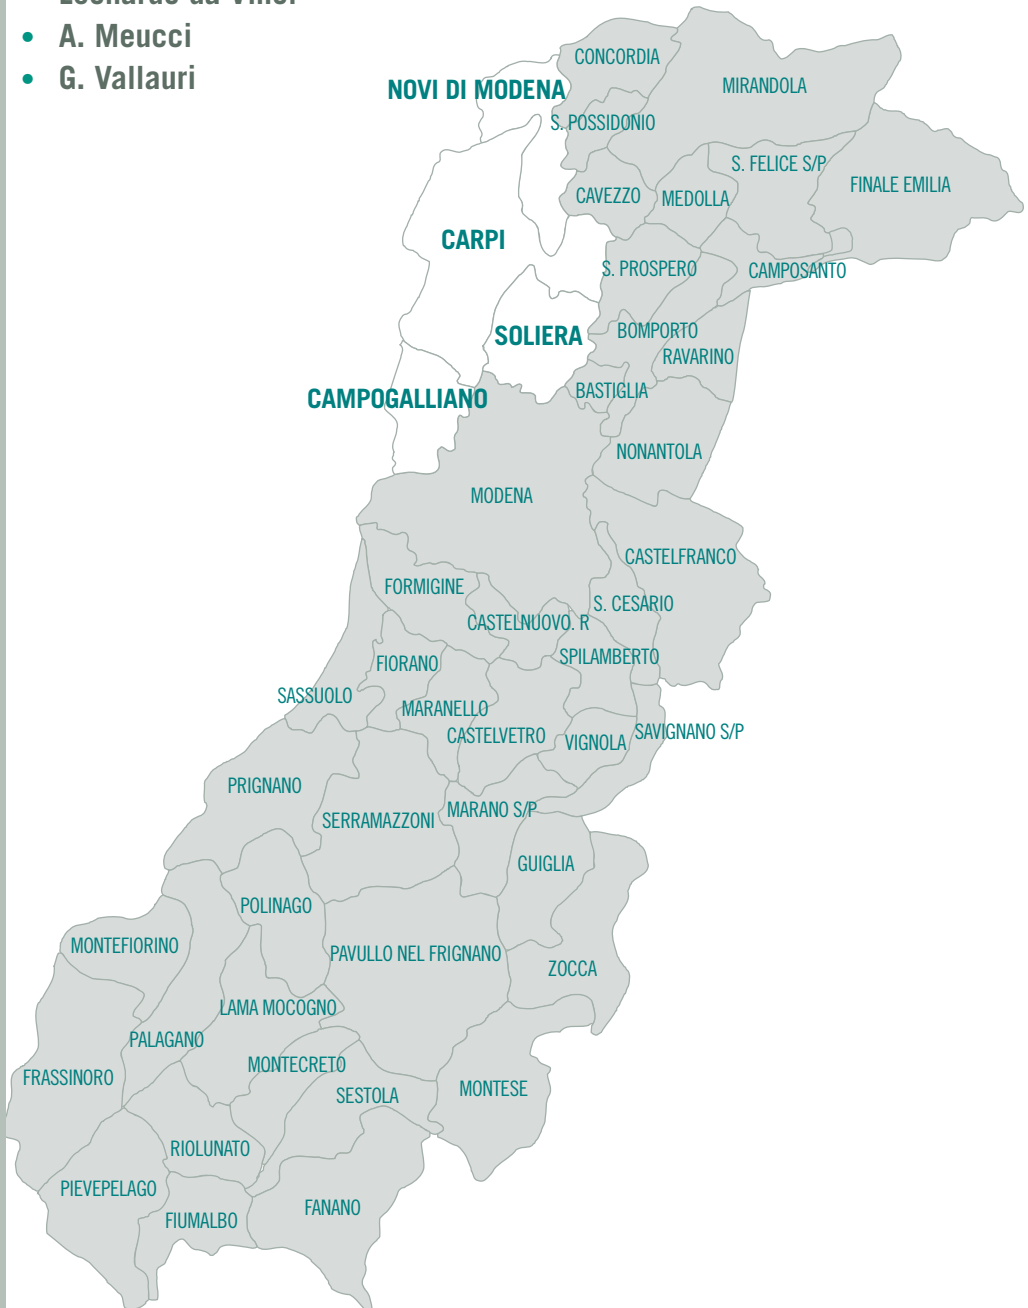 • A. Meucci
• G. Vallauri
CONCORDIA
MIRANDOLA
NOVI DI MODENA
S. POSSIDONIO
S. FELICE S/P
FINALE EMILIA
CAVEZZO
MEDOLLA
CARPI
S. PROSPERO
CAMPOSANTO
SOLIERA
BOMPORTO
RAVARINO
BASTIGLIA
CAMPOGALLIANO
NONANTOLA
MODENA
CASTELFRANCO
FORMIGINE
S. CESARIO
CASTELNUOVO. R
SPILAMBERTO
FIORANO
SASSUOLO
MARANELLO
CASTELVETRO
VIGNOLA
SAVIGNANO S/P
PRIGNANO
MARANO S/P
SERRAMAZZONI
GUIGLIA
POLINAGO
MONTEFIORINO
PAVULLO NEL FRIGNANO
ZOCCA
LAMA MOCOGNO
PALAGANO
MONTECRETO
FRASSINORO
SESTOLA
MONTESE
RIOLUNATO
PIEVEPELAGO
FANANO
FIUMALBO